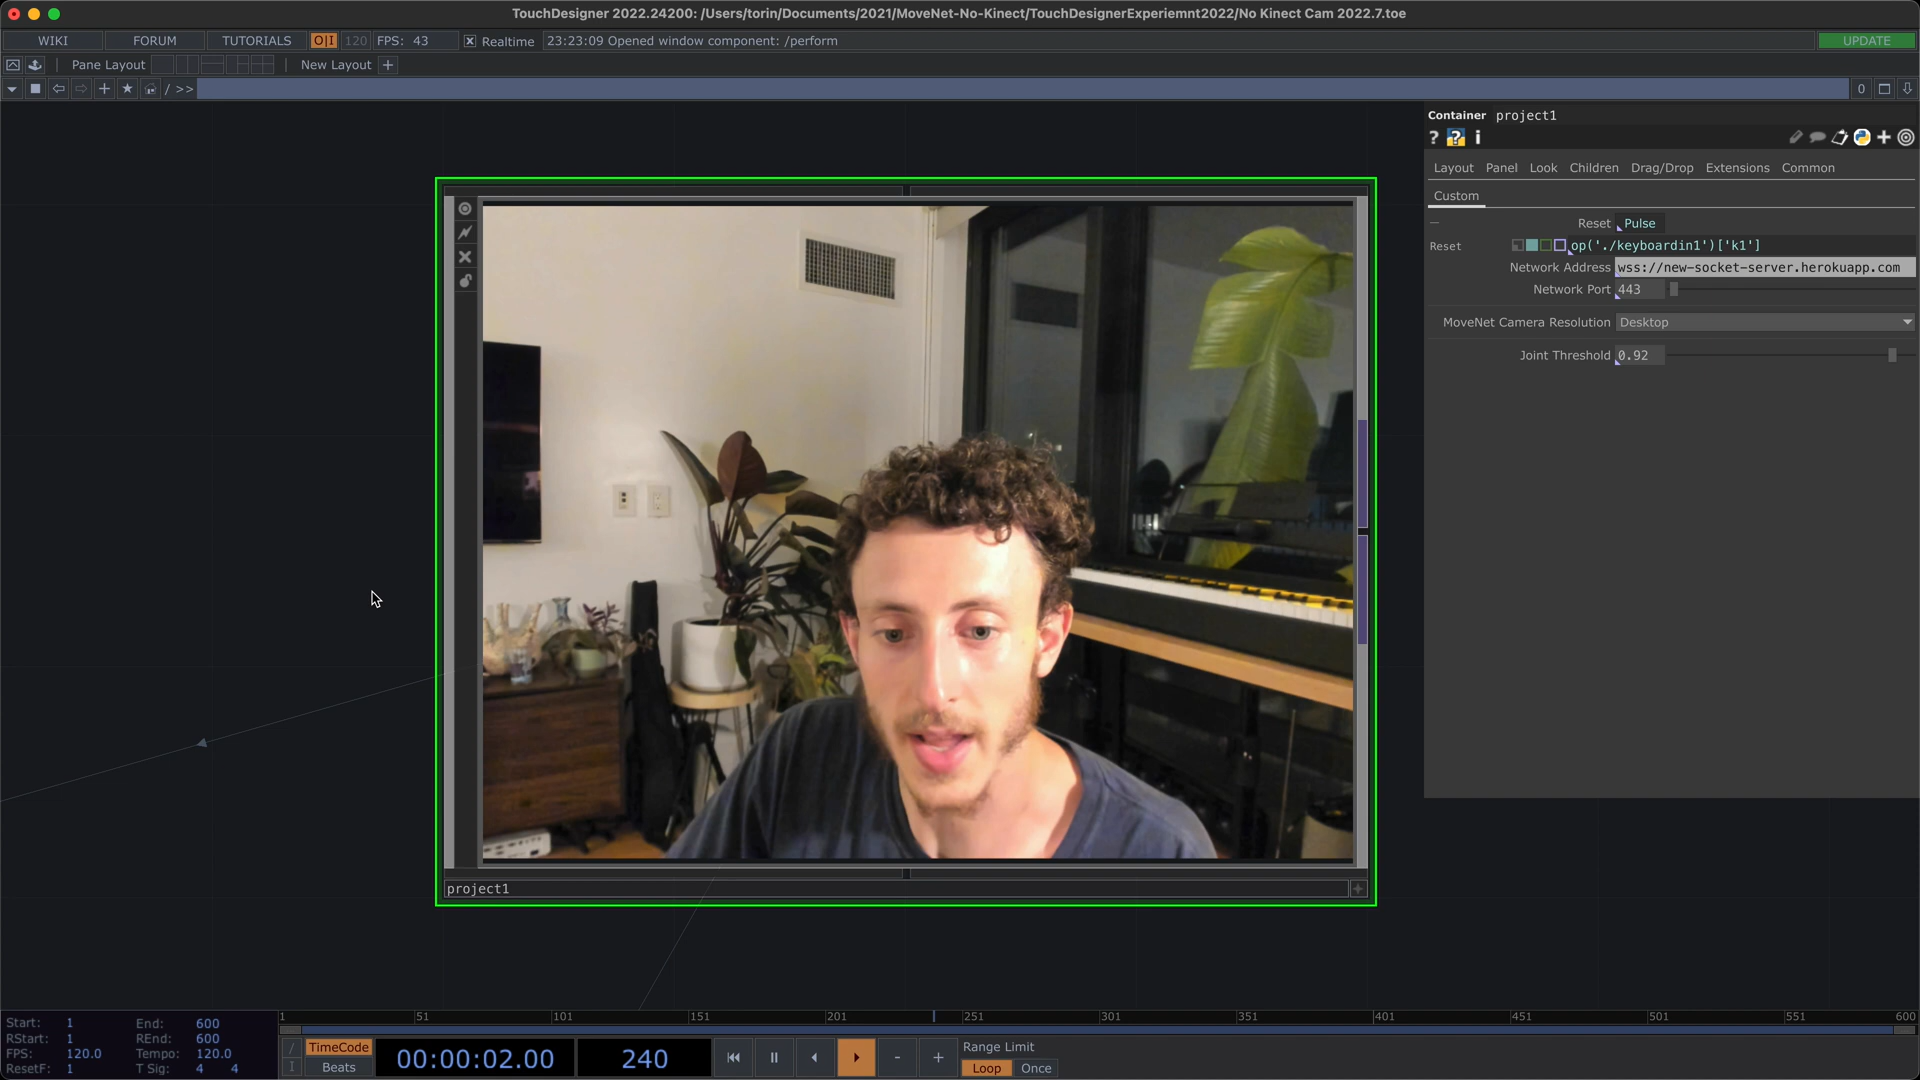 TouchDesigner 2022.24200: /Users/torin/Documents/2021/MoveNet-No-Kinect/TouchDesignerExperiemnt2022/No Kinect Cam 2022.7.toe
WIKI FORUM TUTORIALS O|I 120 FPS: 43 Realtime 23:23:09 Opened window component: /perform UPDATE
Pane Layout New Layout +
/ >> 0
Container project1
? ? i
Layout Panel Look Children Drag/Drop Extensions Common
Custom
Reset Pulse
Reset op('./keyboardin1')['k1']
Network Address wss://new-socket-server.herokuapp.com
Network Port 443
MoveNet Camera Resolution Desktop
Joint Threshold 0.92
project1
1 51 101 151 201 251 301 351 401 451 501 551 600
Start: 1 End: 600
RStart: 1 REnd: 600
FPS: 120.0 Tempo: 120.0
ResetF: 1 T Sig: 4 4
TimeCode
Beats
00:00:02.00 240
Range Limit
Loop Once